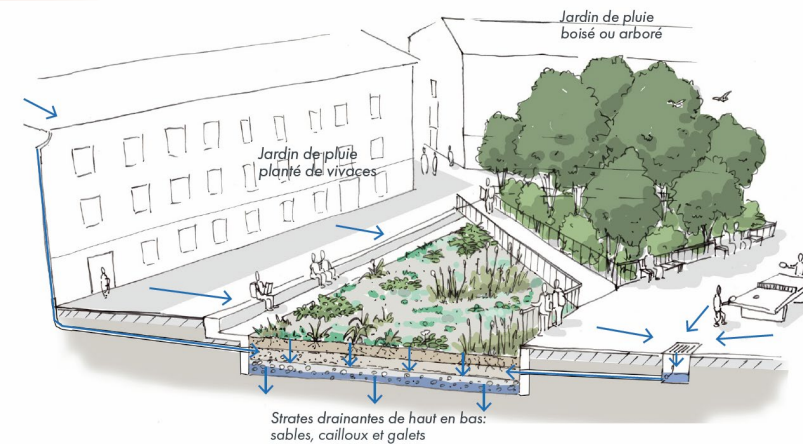 Jardin de pluie
boisé ou arboré
Jardin de pluie
planté de vivaces
Strates drainantes de haut en bas:
sables, cailloux et galets